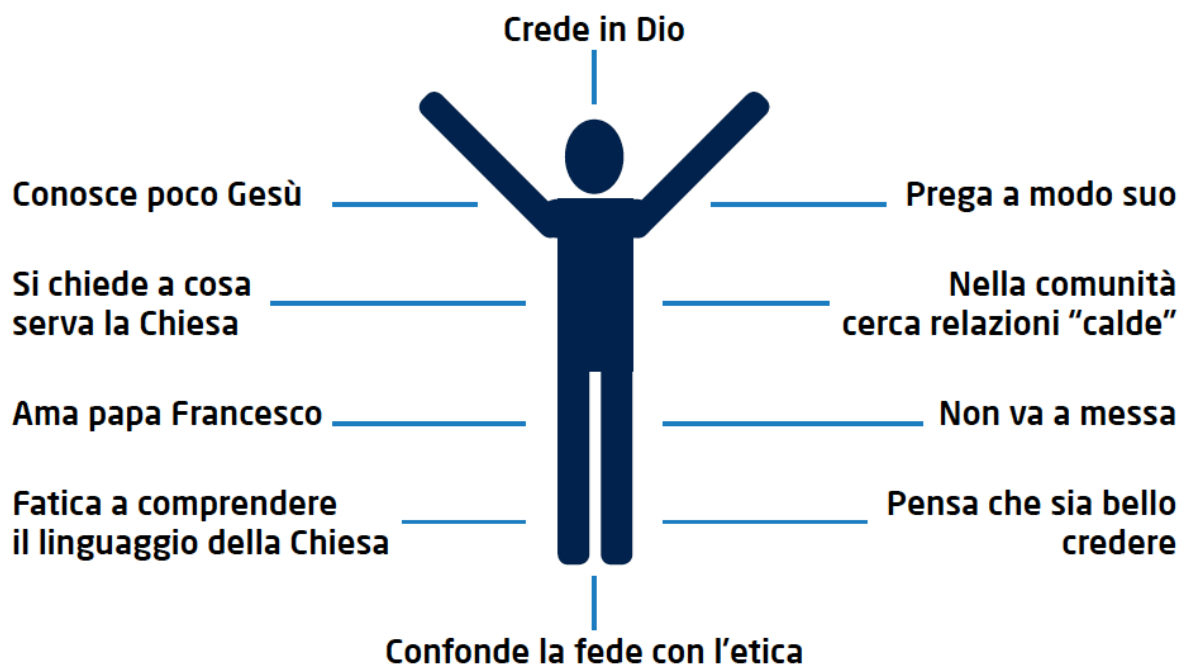 Crede in Dio
Conosce poco Gesù
Prega a modo suo
Si chiede a cosa
serva la Chiesa
Nella comunità
cerca relazioni “calde”
Ama papa Francesco
Non va a messa
Fatica a comprendere
il linguaggio della Chiesa
Pensa che sia bello
credere
Confonde la fede con l'etica